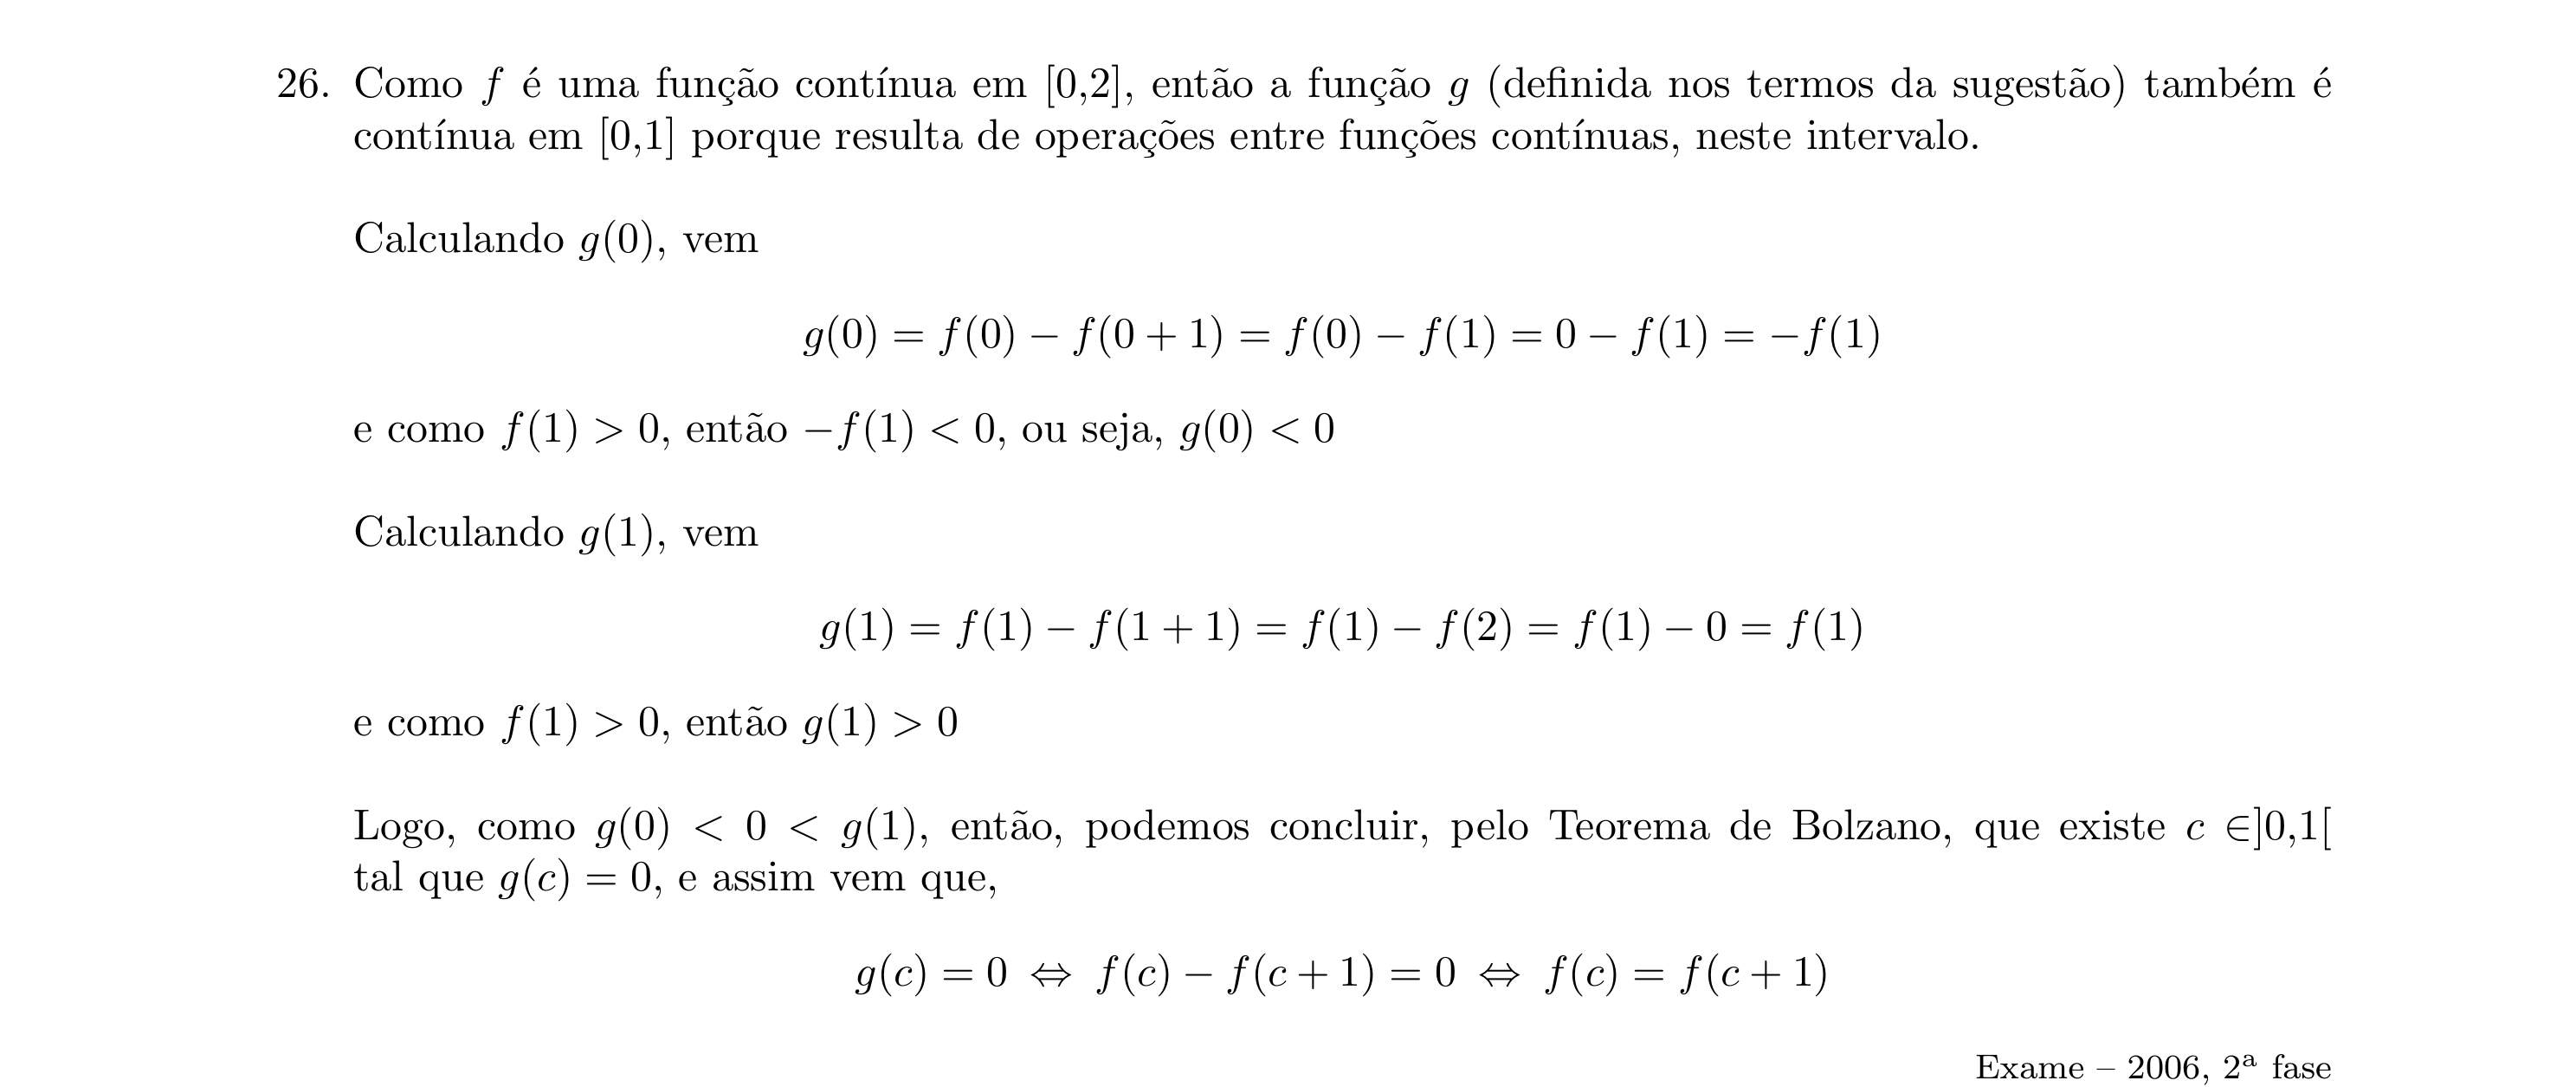 26. Como f é uma função contínua em [0,2], então a função g (definida nos termos da sugestão) também é
contínua em [0,1] porque resulta de operações entre funções contínuas, neste intervalo.
Calculando g(0), vem
g(0) = f(0) − f(0 + 1) = f(0) − f(1) = 0 − f(1) = −f(1)
e como f(1) > 0, então −f(1) < 0, ou seja, g(0) < 0
Calculando g(1), vem
g(1) = f(1) − f(1 + 1) = f(1) − f(2) = f(1) − 0 = f(1)
e como f(1) > 0, então g(1) > 0
Logo, como g(0) < 0 < g(1), então, podemos concluir, pelo Teorema de Bolzano, que existe c ∈]0,1[
tal que g(c) = 0, e assim vem que,
g(c) = 0 ⇔ f(c) − f(c + 1) = 0 ⇔ f(c) = f(c + 1)
Exame – 2006, 2ª fase